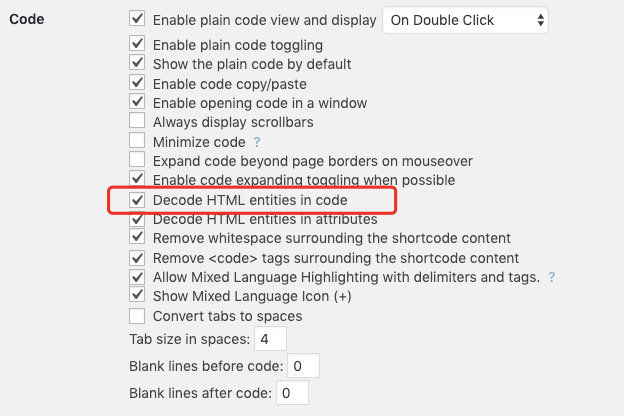 Code
Enable plain code view and display On Double Click
Enable plain code toggling
Show the plain code by default
Enable code copy/paste
Enable opening code in a window
Always display scrollbars
Minimize code ?
Expand code beyond page borders on mouseover
Enable code expanding toggling when possible
Decode HTML entities in code
Decode HTML entities in attributes
Remove whitespace surrounding the shortcode content
Remove <code> tags surrounding the shortcode content
Allow Mixed Language Highlighting with delimiters and tags. ?
Show Mixed Language Icon (+)
Convert tabs to spaces
Tab size in spaces: 4
Blank lines before code: 0
Blank lines after code: 0